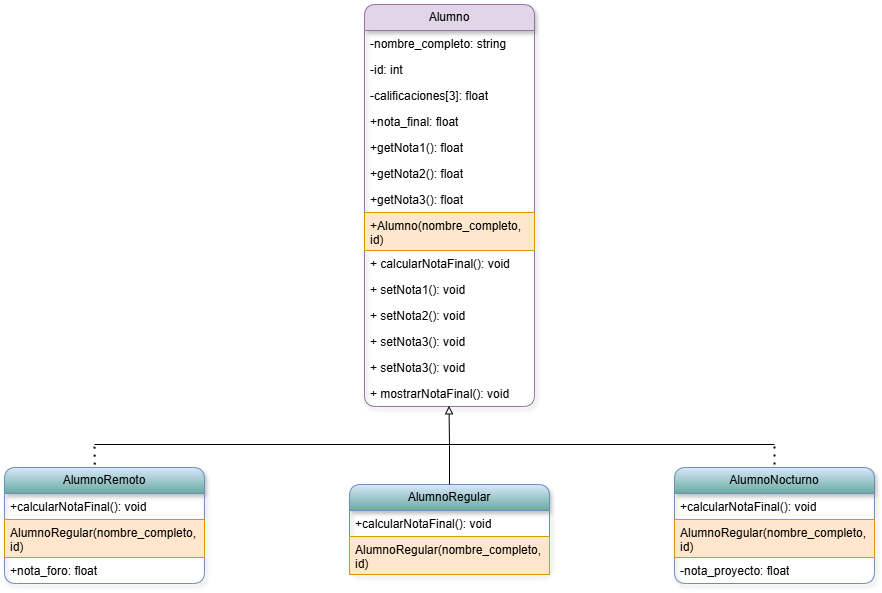 Alumno
-nombre_completo: string
-id: int
-calificaciones[3]: float
+nota_final: float
+getNota1(): float
+getNota2(): float
+getNota3(): float
+Alumno(nombre_completo,
id)
+ calcularNotaFinal(): void
+ setNota1(): void
+ setNota2(): void
+ setNota3(): void
+ setNota3(): void
+ mostrarNotaFinal(): void
AlumnoRemoto
+calcularNotaFinal(): void
AlumnoRegular(nombre_completo,
id)
+nota_foro: float
AlumnoRegular
+calcularNotaFinal(): void
AlumnoRegular(nombre_completo,
id)
AlumnoNocturno
+calcularNotaFinal(): void
AlumnoRegular(nombre_completo,
id)
-nota_proyecto: float